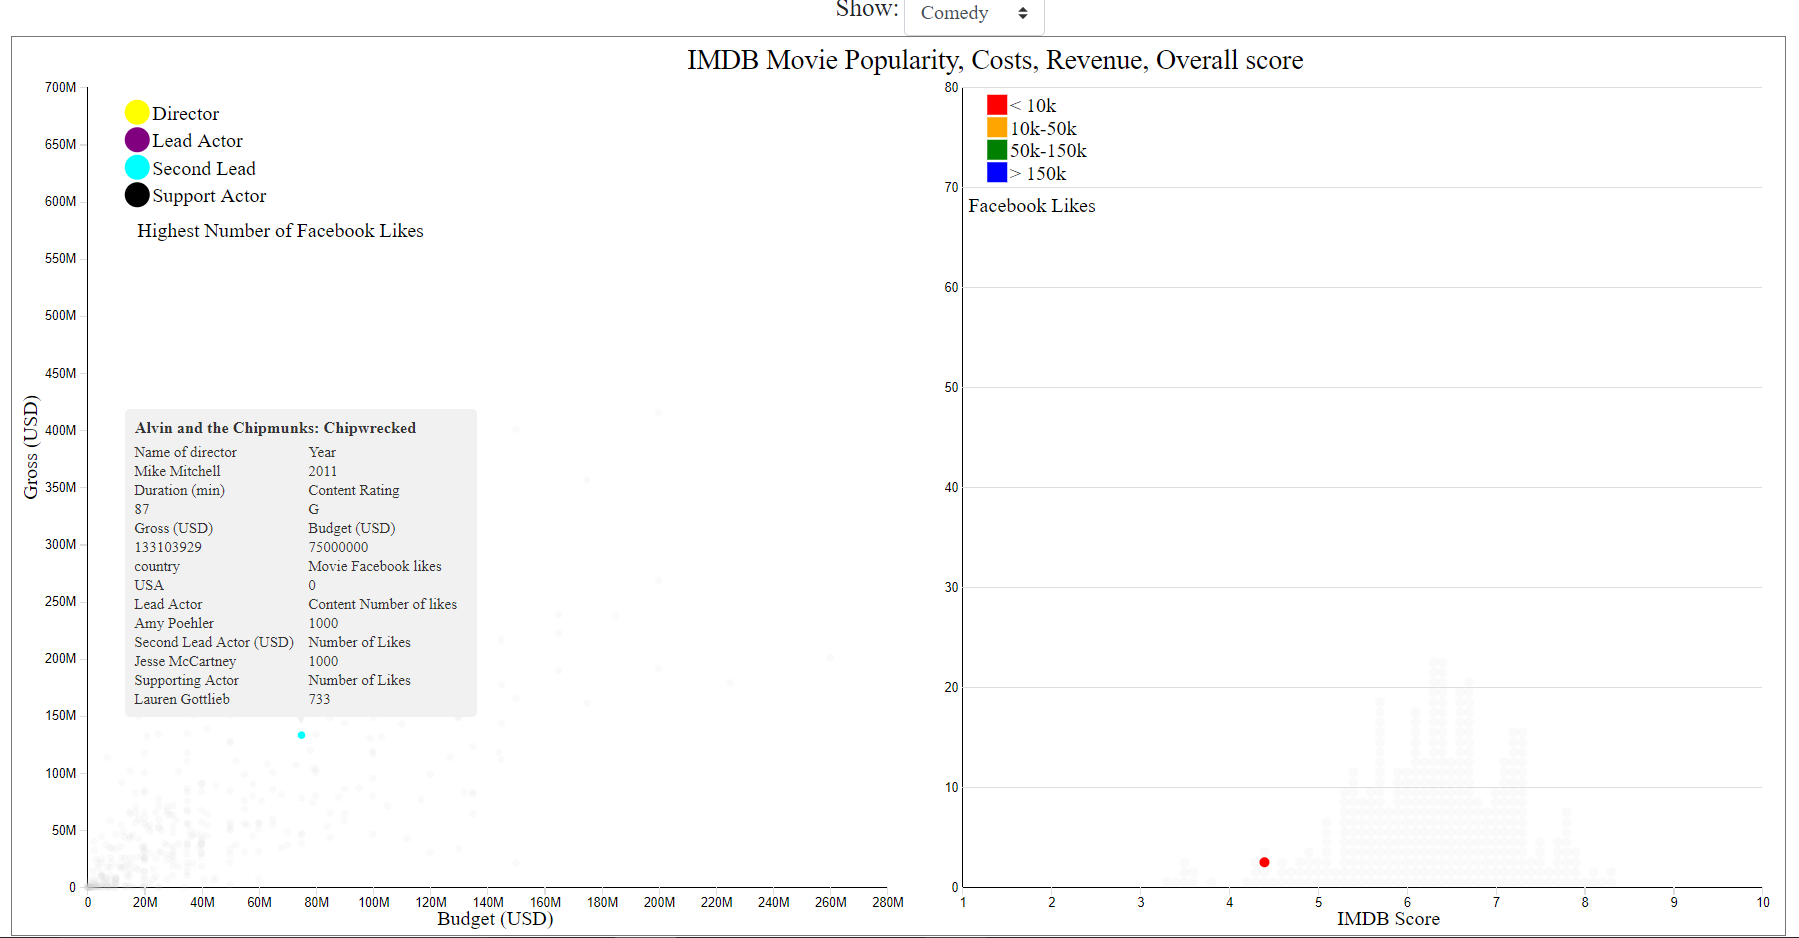 Show: Comedy
IMDB Movie Popularity, Costs, Revenue, Overall score
700M
650M
600M
550M
500M
450M
400M
350M
300M
250M
200M
150M
100M
50M
0
Gross (USD)
Director
Lead Actor
Second Lead
Support Actor
Highest Number of Facebook Likes
Alvin and the Chipmunks: Chipwrecked
Name of director Year
Mike Mitchell 2011
Duration (min) Content Rating
87 G
Gross (USD) Budget (USD)
133103929 75000000
country Movie Facebook likes
USA 0
Lead Actor Content Number of likes
Amy Poehler 1000
Second Lead Actor (USD) Number of Likes
Jesse McCartney 1000
Supporting Actor Number of Likes
Lauren Gottlieb 733
0 20M 40M 60M 80M 100M 120M 140M 160M 180M 200M 220M 240M 260M 280M
Budget (USD)
80
70
60
50
40
30
20
10
0
< 10k
10k-50k
50k-150k
> 150k
Facebook Likes
1 2 3 4 5 6 7 8 9 10
IMDB Score